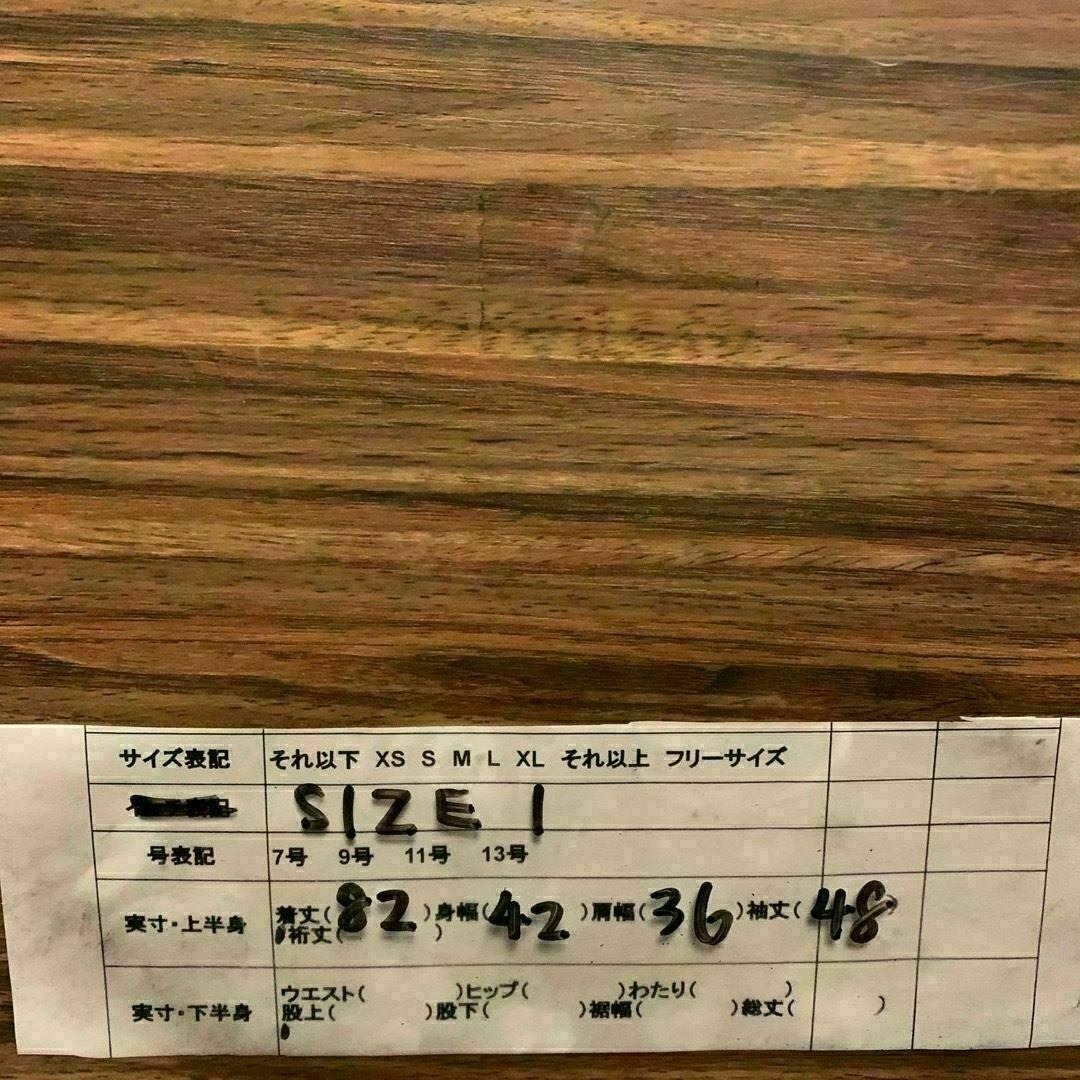 サイズ表記 それ以下 XS S M L XL それ以上 フリーサイズ
表記 SIZE 1
号表記 7号 9号 11号 13号
実寸・上半身 着丈(82)身幅(42)肩幅(36)袖丈(48)
裄丈( )
実寸・下半身 ウエスト( )ヒップ( )わたり( )
股上( )股下( )裾幅( )総丈( )